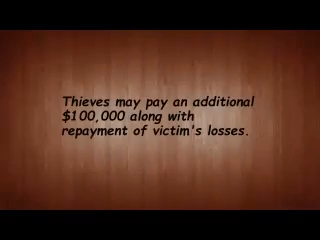 Thieves may pay an additional
$100,000 along with
repayment of victim's losses.